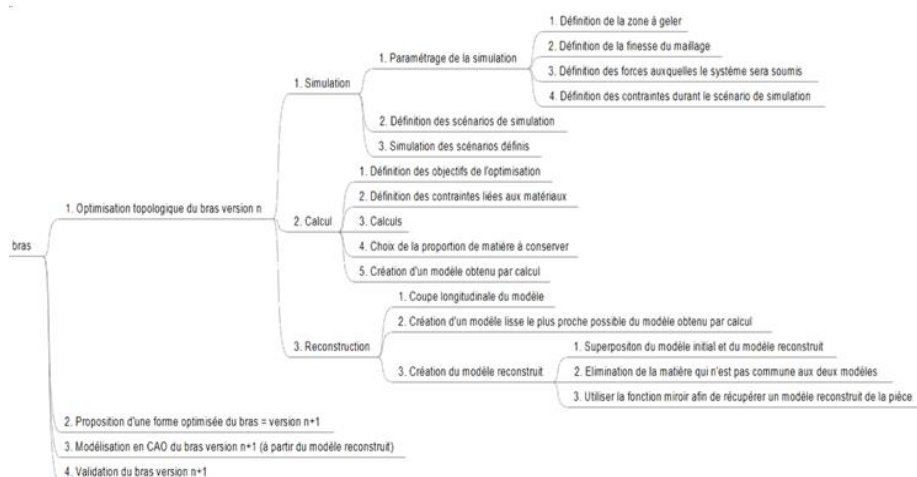 bras
1. Optimisation topologique du bras version n
1. Simulation
1. Paramétrage de la simulation
1. Définition de la zone à geler
2. Définition de la finesse du maillage
3. Définition des forces auxquelles le système sera soumis
4. Définition des contraintes durant le scénario de simulation
2. Définition des scénarios de simulation
3. Simulation des scénarios définis
2. Calcul
1. Définition des objectifs de l'optimisation
2. Définition des contraintes liées aux matériaux
3. Calculs
4. Choix de la proportion de matière à conserver
5. Création d'un modèle obtenu par calcul
3. Reconstruction
1. Coupe longitudinale du modèle
2. Création d'un modèle lisse le plus proche possible du modèle obtenu par calcul
3. Création du modèle reconstruit
1. Superpositon du modèle initial et du modèle reconstruit
2. Elimination de la matière qui n'est pas commune aux deux modèles
3. Utiliser la fonction miroir afin de récupérer un modèle reconstruit de la pièce
2. Proposition d'une forme optimisée du bras = version n+1
3. Modélisation en CAO du bras version n+1 (à partir du modèle reconstruit)
4. Validation du bras version n+1